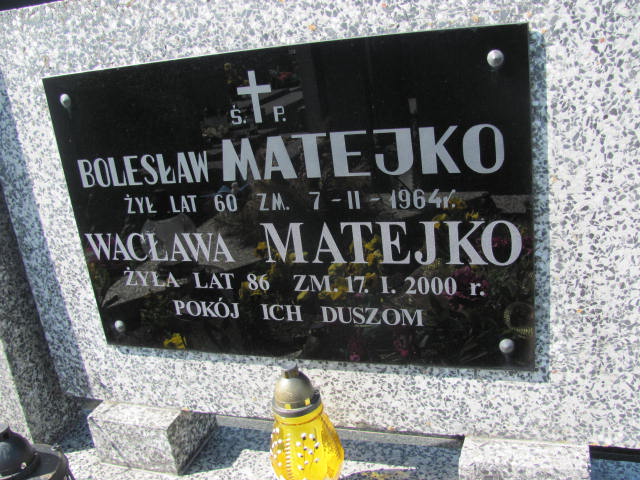 Ś. P.
BOLESŁAW MATEJKO
ŻYŁ LAT 60 ZM. 7-II-1964r.
WACŁAWA MATEJKO
ŻYŁA LAT 86 ZM. 17. I. 2000 r.
POKÓJ ICH DUSZOM